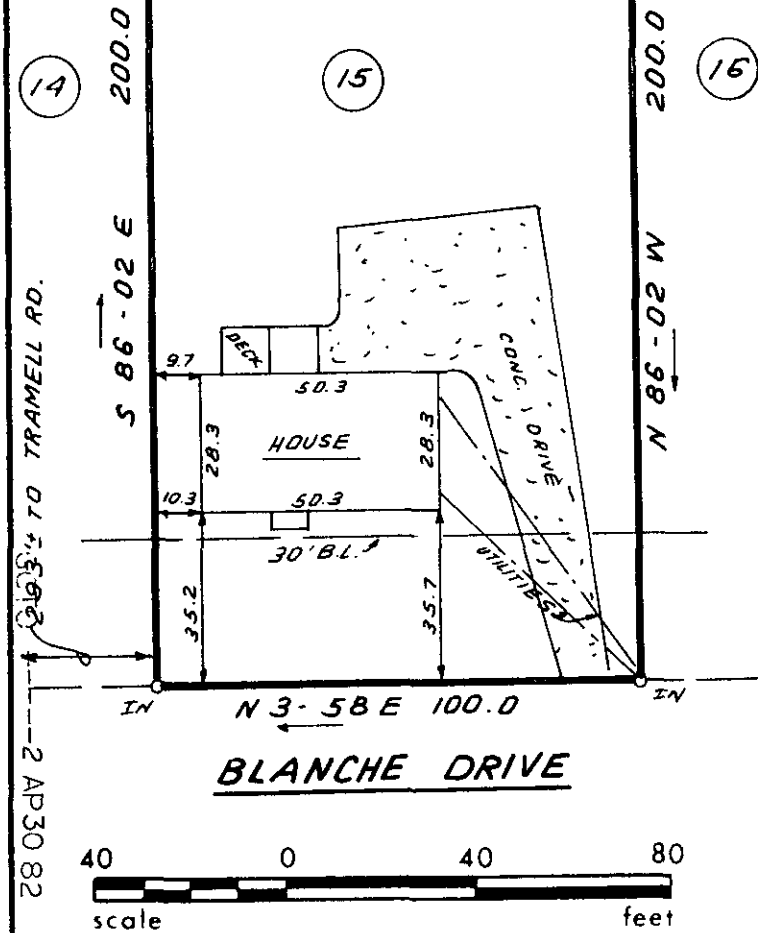 14
15
16
200.0
200.0
S 86-02 E
N 86-02 W
TO TRAMELL RD.
9.7
DECK
50.3
28.3
HOUSE
28.3
CONC. DRIVE
10.3
50.3
30' B.L.
UTILITIES
35.2
35.7
IN
N 3-58 E 100.0
IN
BLANCHE DRIVE
2 AP30 82
40 0 40 80
scale feet